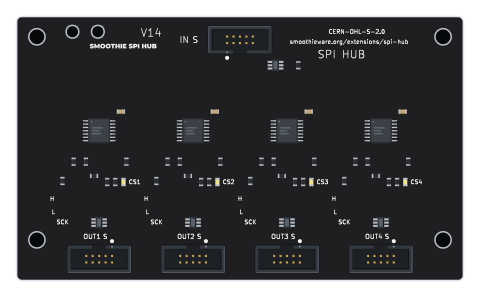 V14
SMOOTHIE SPI HUB
IN S
CERN-OHL-S-2.0
smoothieware.org/extensions/spi-hub
SPI HUB
CS1
CS2
CS3
CS4
H
H
H
H
L
L
L
L
SCK
SCK
SCK
SCK
OUT1 S
OUT2 S
OUT3 S
OUT4 S